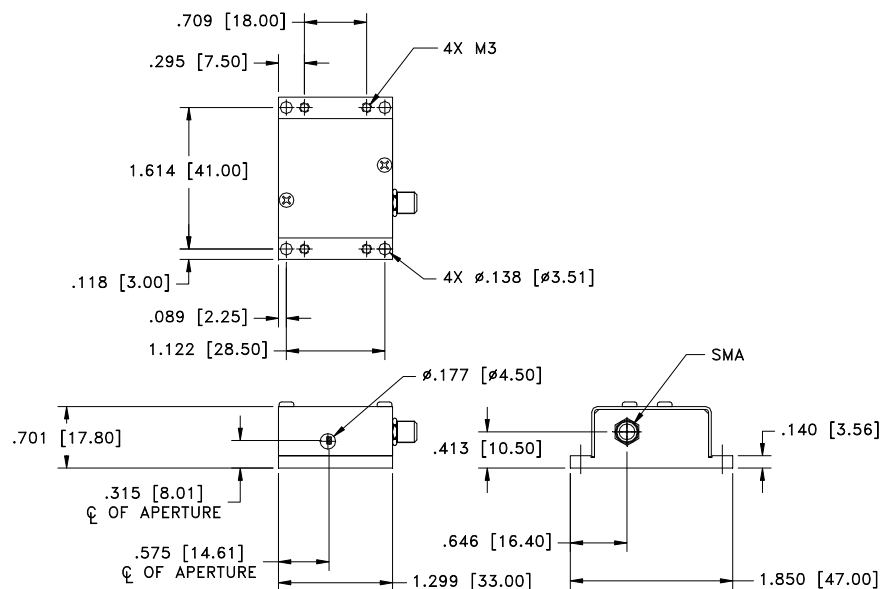 .709 [18.00]
4X M3
.295 [7.50]
1.614 [41.00]
.118 [3.00]
4X ø.138 [ø3.51]
.089 [2.25]
1.122 [28.50]
ø.177 [ø4.50]
SMA
.701 [17.80]
.413 [10.50]
.140 [3.56]
.315 [8.01]
℄ OF APERTURE
.646 [16.40]
.575 [14.61]
℄ OF APERTURE
1.299 [33.00]
1.850 [47.00]